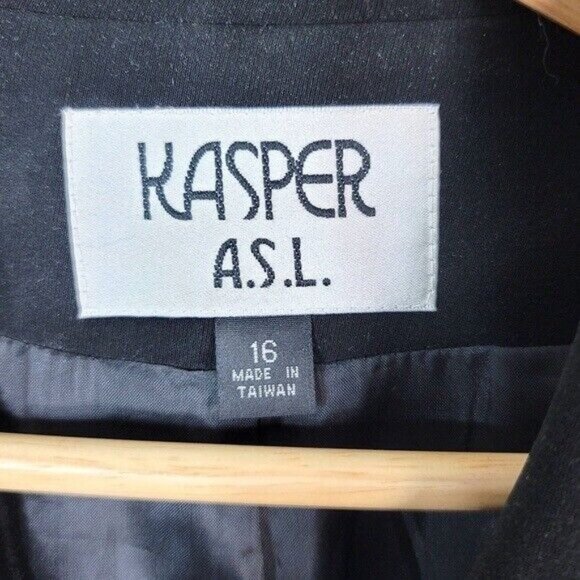 KASPER
A.S.L.
16
MADE IN
TAIWAN